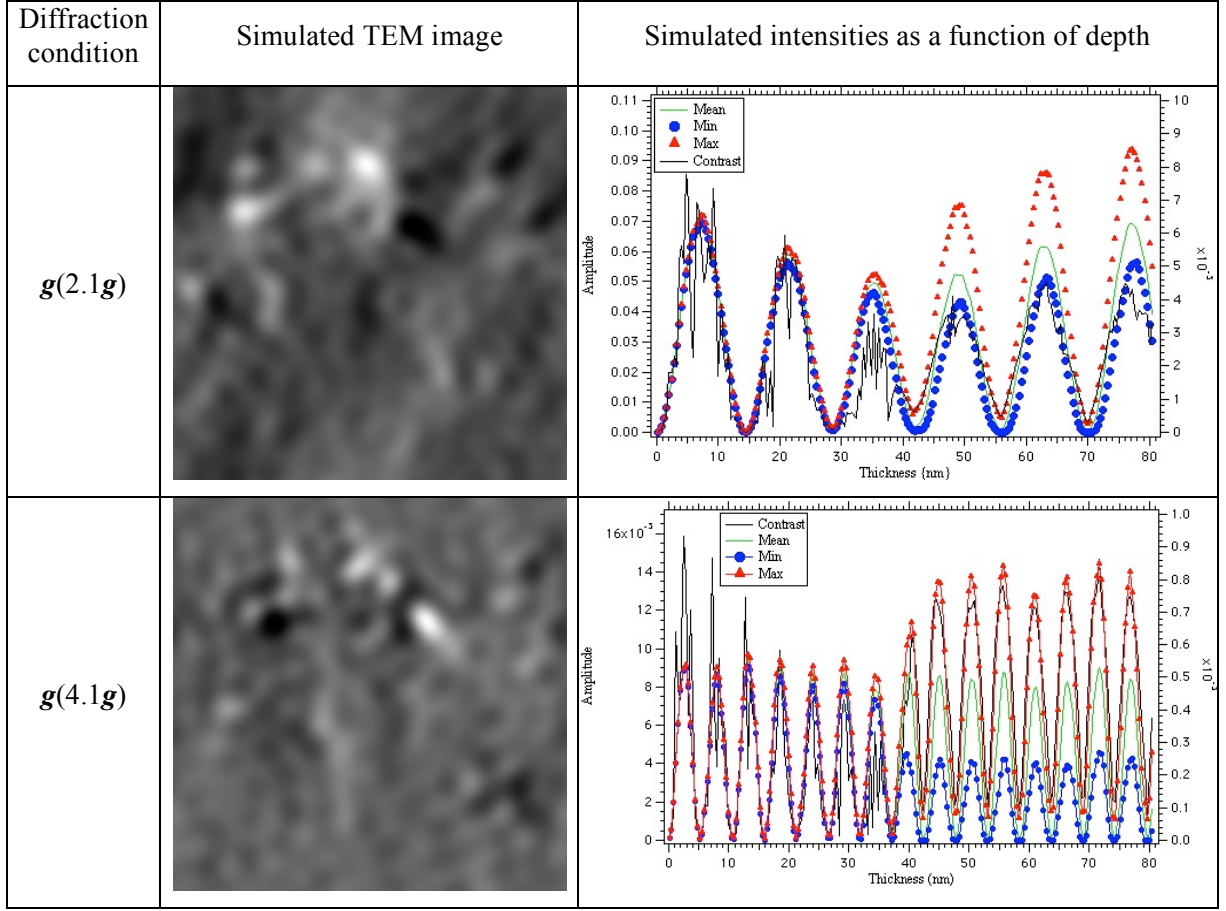 Diffraction
condition
Simulated TEM image
Simulated intensities as a function of depth
g(2.1g)
0.11
0.10
0.09
0.08
0.07
0.06
0.05
0.04
0.03
0.02
0.01
0.00
Amplitude
Mean
Min
Max
Contrast
10
9
8
7
6
5
4
3
2
1
0
x10⁻³
0 10 20 30 40 50 60 70 80
Thickness {nm}
g(4.1g)
16x10⁻³
14
12
10
8
6
4
2
0
Amplitude
Contrast
Mean
Min
Max
1.0
0.9
0.8
0.7
0.6
0.5
0.4
0.3
0.2
0.1
0.0
x10⁻³
0 10 20 30 40 50 60 70 80
Thickness (nm)